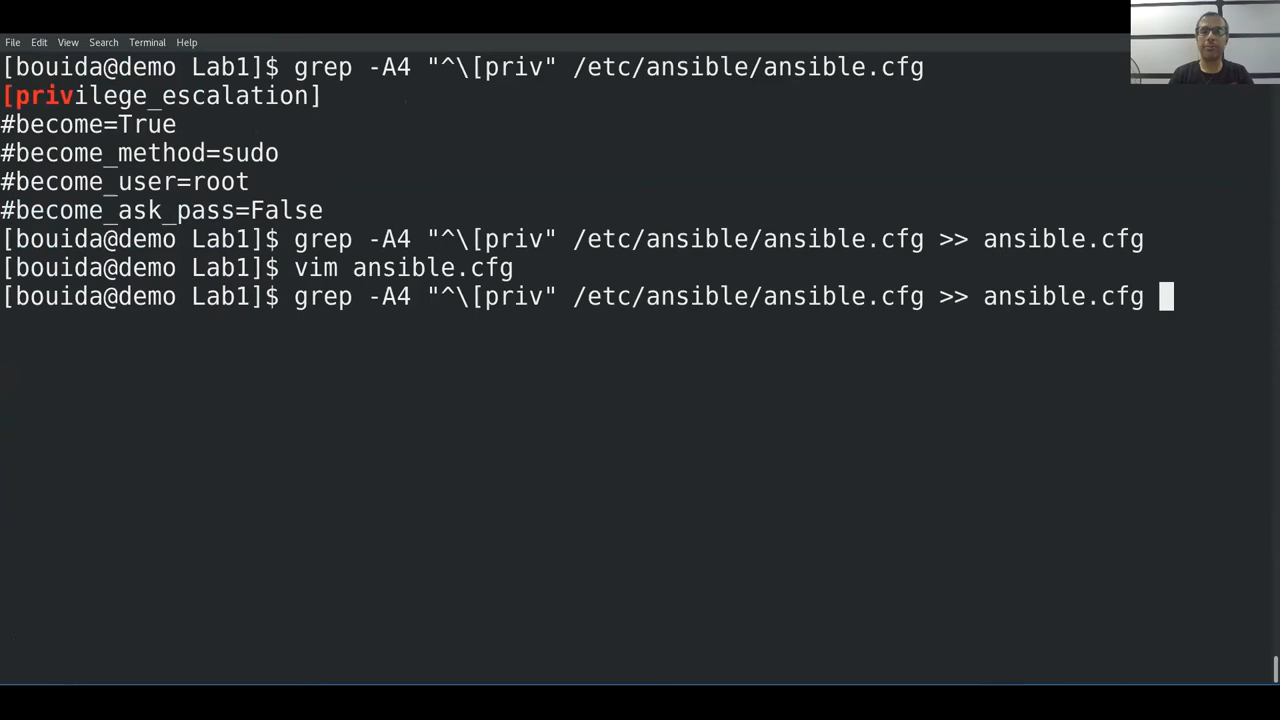 File Edit View Search Terminal Help
[bouida@demo Lab1]$ grep -A4 "^\[priv" /etc/ansible/ansible.cfg
[privilege_escalation]
#become=True
#become_method=sudo
#become_user=root
#become_ask_pass=False
[bouida@demo Lab1]$ grep -A4 "^\[priv" /etc/ansible/ansible.cfg >> ansible.cfg
[bouida@demo Lab1]$ vim ansible.cfg
[bouida@demo Lab1]$ grep -A4 "^\[priv" /etc/ansible/ansible.cfg >> ansible.cfg